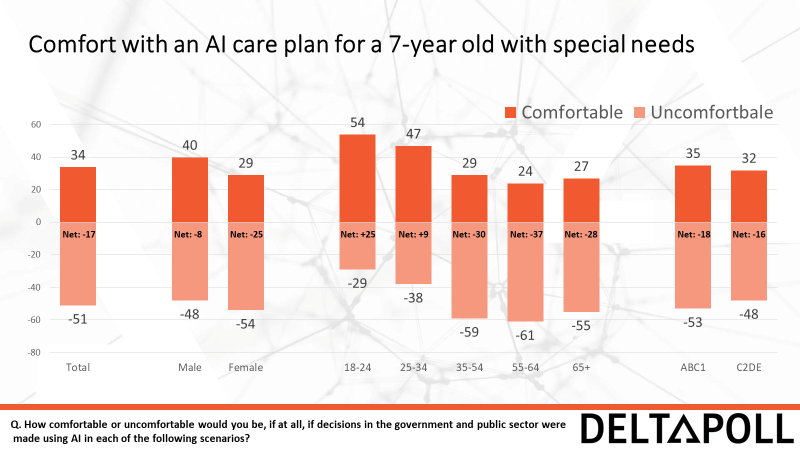 Comfort with an AI care plan for a 7-year old with special needs
Comfortable Uncomfortbale
60
40
20
0
-20
-40
-60
-80
34 40 29 54 47 29 24 27 35 32
Net: -17 Net: -8 Net: -25 Net: +25 Net: +9 Net: -30 Net: -37 Net: -28 Net: -18 Net: -16
-51 -48 -54 -29 -38 -59 -61 -55 -53 -48
Total Male Female 18-24 25-34 35-54 55-64 65+ ABC1 C2DE
Q. How comfortable or uncomfortable would you be, if at all, if decisions in the government and public sector were
made using AI in each of the following scenarios?
DELTAPOLL